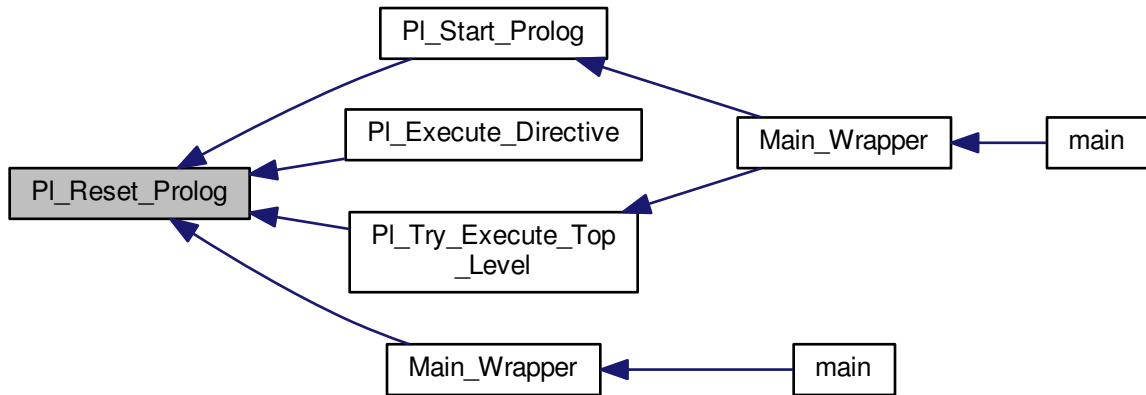 Pl_Start_Prolog
Pl_Execute_Directive
Main_Wrapper
main
Pl_Reset_Prolog
Pl_Try_Execute_Top
_Level
Main_Wrapper
main